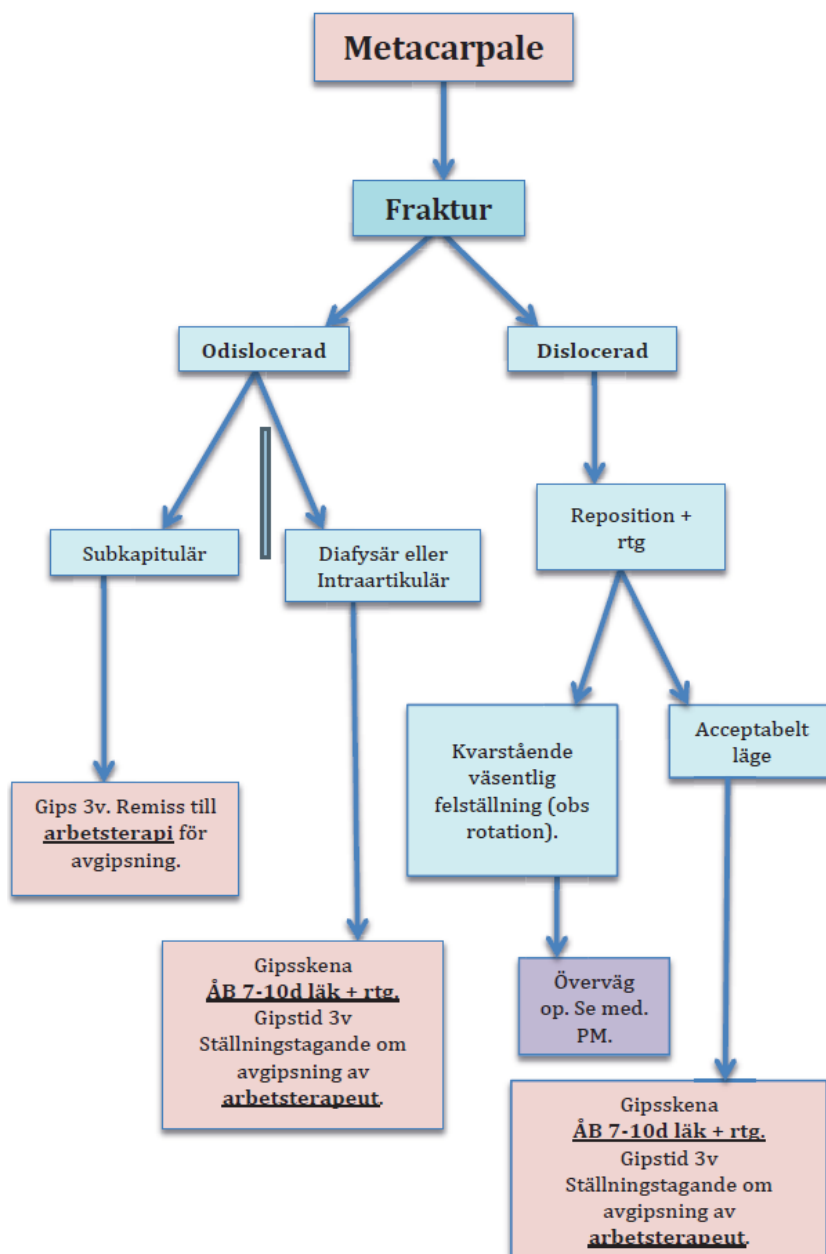 Metacarpale
Fraktur
Odislocerad
Dislocerad
Subkapitulär
Diafysär eller
Intraartikulär
Reposition +
rtg
Kvarstående
väsentlig
felställning (obs
rotation).
Acceptabelt
läge
Gips 3v. Remiss till
arbetsterapi för
avgipsning.
Gipsskena
ÅB 7-10d läk + rtg.
Gipstid 3v
Ställningstagande om
avgipsning av
arbetsterapeut.
Överväg
op. Se med.
PM.
Gipsskena
ÅB 7-10d läk + rtg.
Gipstid 3v
Ställningstagande om
avgipsning av
arbetsterapeut.